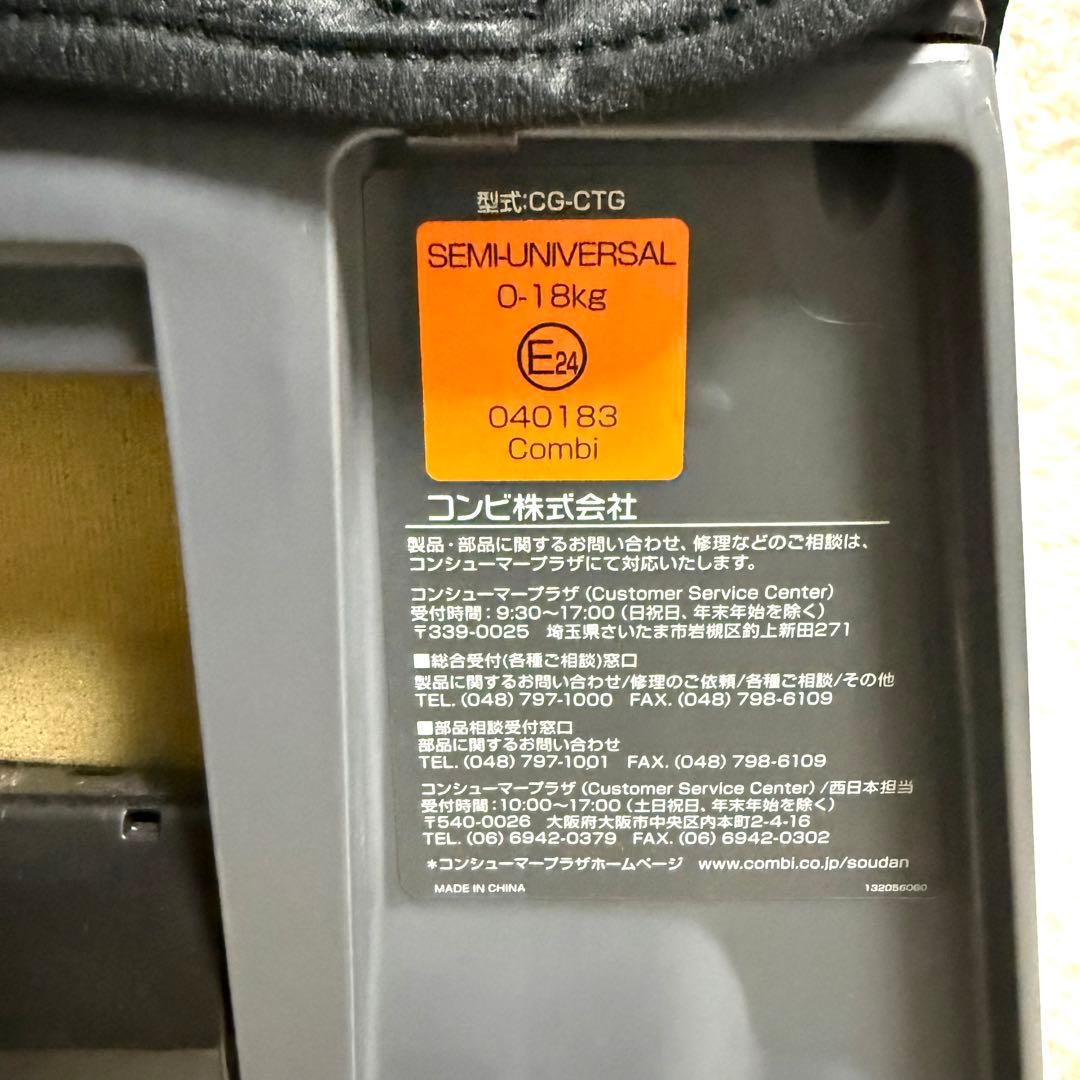 型式:CG-CTG
SEMI-UNIVERSAL
0-18kg
E24
040183
Combi
コンビ株式会社
製品・部品に関するお問い合わせ、修理などのご相談は、
コンシューマープラザにて対応いたします。
コンシューマープラザ (Customer Service Center)
受付時間:9:30〜17:00 (日祝日、年末年始を除く)
〒339-0025 埼玉県さいたま市岩槻区釣上新田271
■総合受付(各種ご相談)窓口
製品に関するお問い合わせ/修理のご依頼/各種ご相談/その他
TEL. (048) 797-1000 FAX. (048) 798-6109
■部品相談受付窓口
部品に関するお問い合わせ
TEL. (048) 797-1001 FAX. (048) 798-6109
コンシューマープラザ (Customer Service Center) /西日本担当
受付時間:10:00〜17:00 (土日祝日、年末年始を除く)
〒540-0026 大阪府大阪市中央区内本町2-4-16
TEL. (06) 6942-0379 FAX. (06) 6942-0302
*コンシューマープラザホームページ www.combi.co.jp/soudan
MADE IN CHINA 132056060